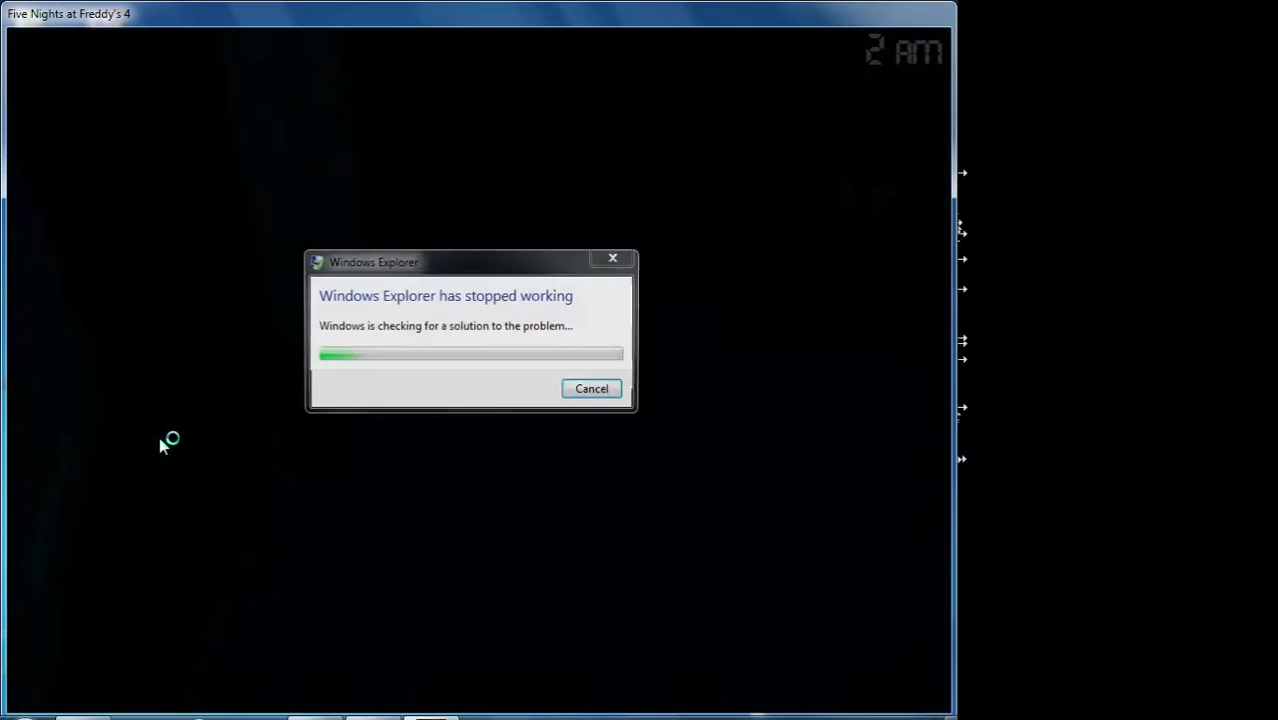 Five Nights at Freddy's 4
2 AM
Windows Explorer
Windows Explorer has stopped working
Windows is checking for a solution to the problem...
Cancel